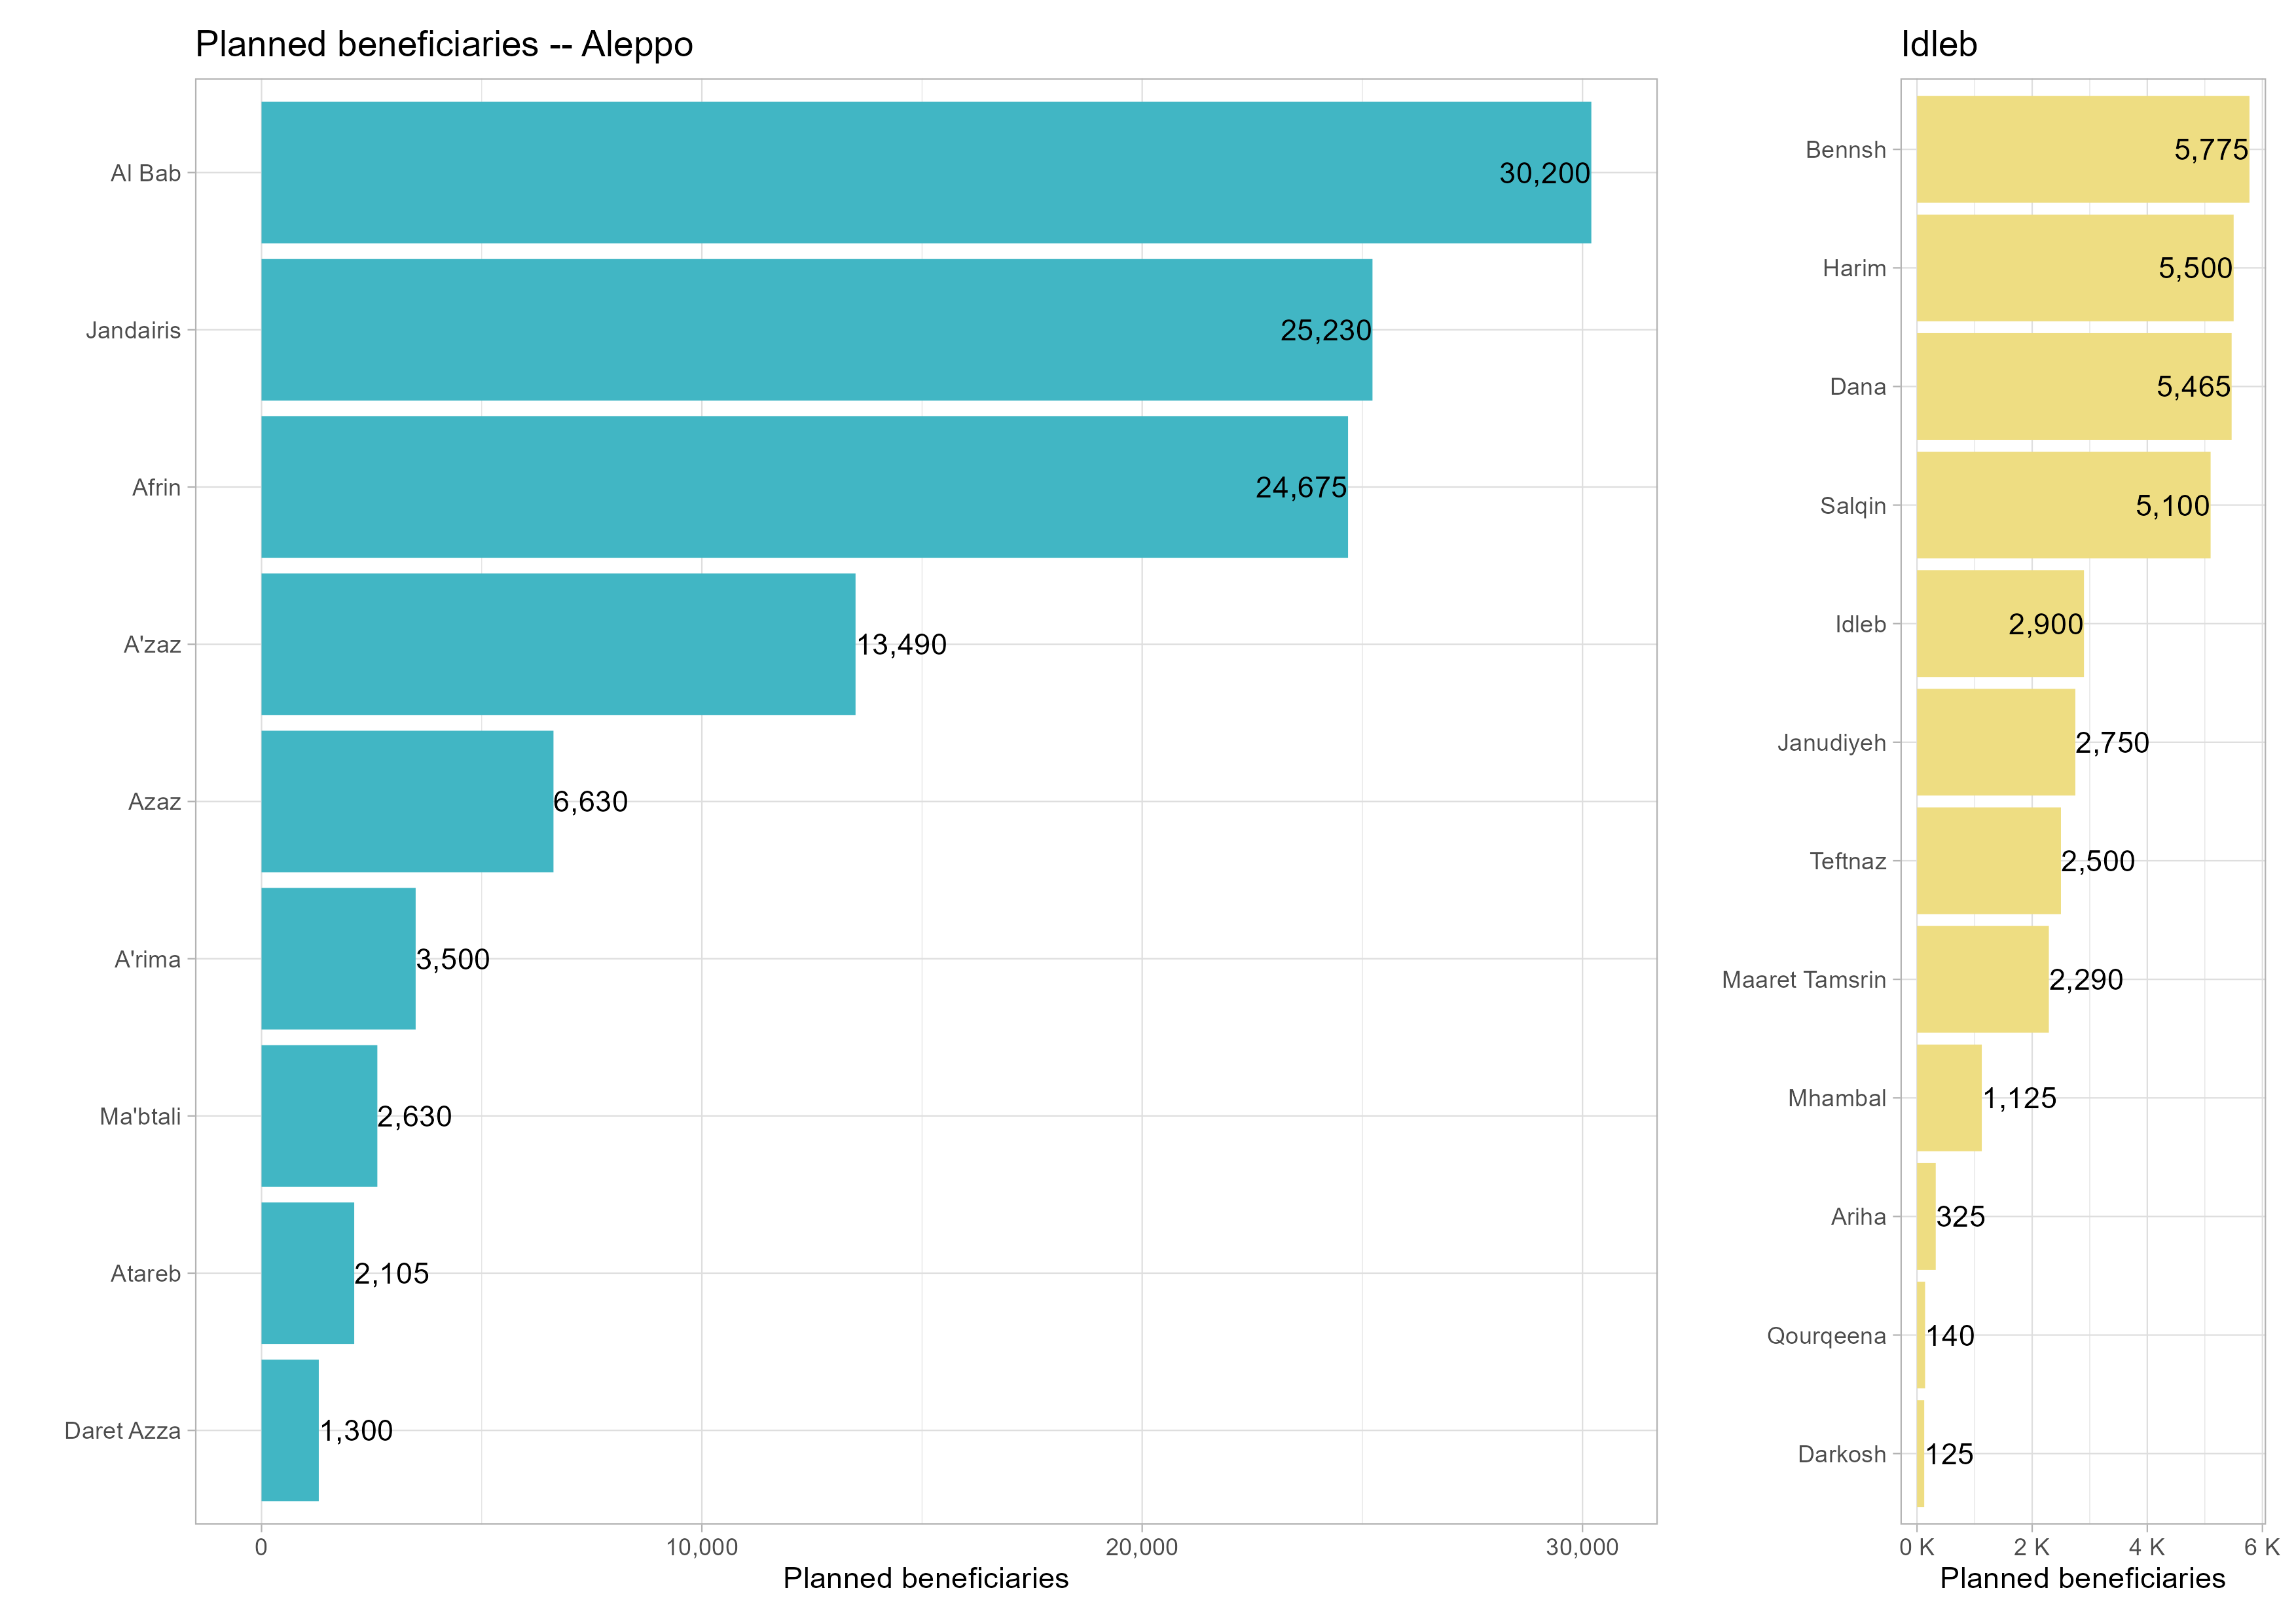 Planned beneficiaries -- Aleppo
Al Bab
30,200
Jandairis
25,230
Afrin
24,675
A'zaz
13,490
Azaz
6,630
A'rima
3,500
Ma'btali
2,630
Atareb
2,105
Daret Azza
1,300
0 10,000 20,000 30,000
Planned beneficiaries
Idleb
Bennsh
5,775
Harim
5,500
Dana
5,465
Salqin
5,100
Idleb
2,900
Janudiyeh
2,750
Teftnaz
2,500
Maaret Tamsrin
2,290
Mhambal
1,125
Ariha
325
Qourqeena
140
Darkosh
125
0 K 2 K 4 K 6 K
Planned beneficiaries